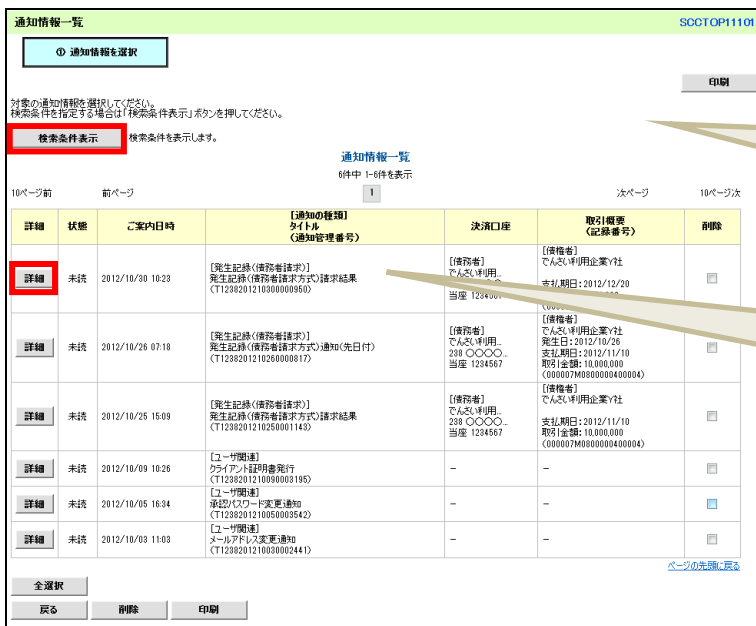 通知情報一覧 SCCTOP11101
① 通知情報を選択
印刷
対象の通知情報を選択してください。
検索条件を指定する場合は「検索条件表示」ボタンを押してください。
検索条件表示 検索条件を表示します。
通知情報一覧
6件中 1-6件を表示
10ページ前 前ページ 1 次ページ 10ページ次
詳細 状態 ご案内日時 [通知の種類] タイトル (通知管理番号) 決済口座 取引概要 (記録番号) 削除
詳細 未読 2012/10/30 10:23
[発生記録(債務者請求)]
発生記録(債務者請求方式)請求結果
(T1238201210300000950)
[債務者]
でんさい利用
当座
[債権者]
でんさい利用企業Y社
支払期日:2012/12/20
詳細 未読 2012/10/26 07:18
[発生記録(債務者請求)]
発生記録(債務者請求方式)通知(先日付)
(T1238201210260000817)
[債務者]
でんさい利用...
238 ○○○○...
当座 1234567
[債権者]
でんさい利用企業Y社
発生日:2012/10/26
支払期日:2012/11/10
取引金額:10,000,000
(000007M0800000400004)
詳細 未読 2012/10/25 15:09
[発生記録(債務者請求)]
発生記録(債務者請求方式)請求結果
(T1238201210250001143)
[債務者]
でんさい利用...
238 ○○○○...
当座 1234567
[債権者]
でんさい利用企業Y社
支払期日:2012/11/10
取引金額:10,000,000
(000007M0800000400004)
詳細 未読 2012/10/09 10:26
[ユーザ関連]
クライアント証明書発行
(T1238201210090003195)
－ －
詳細 未読 2012/10/05 16:34
[ユーザ関連]
承認パスワード変更通知
(T1238201210050003542)
－ －
詳細 未読 2012/10/03 11:03
[ユーザ関連]
メールアドレス変更通知
(T1238201210030002441)
－ －
ページの先頭に戻る
全選択
戻る 削除 印刷